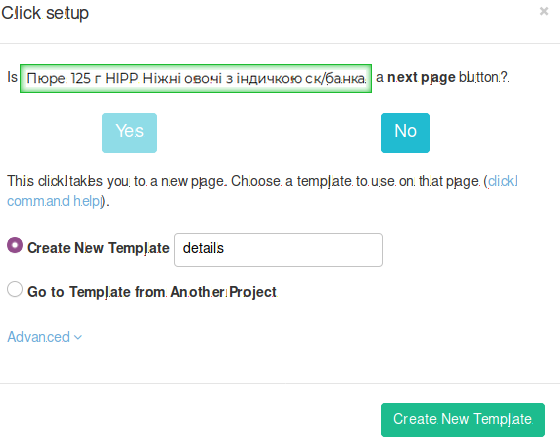 Click setup ×
Is Пюре 125 г HIPP Ніжні овочі з індичкою ск/банка a next page button?
Yes No
This click takes you to a new page. Choose a template to use on that page (click
command help).
Create New Template details
Go to Template from Another Project
Advanced
Create New Template